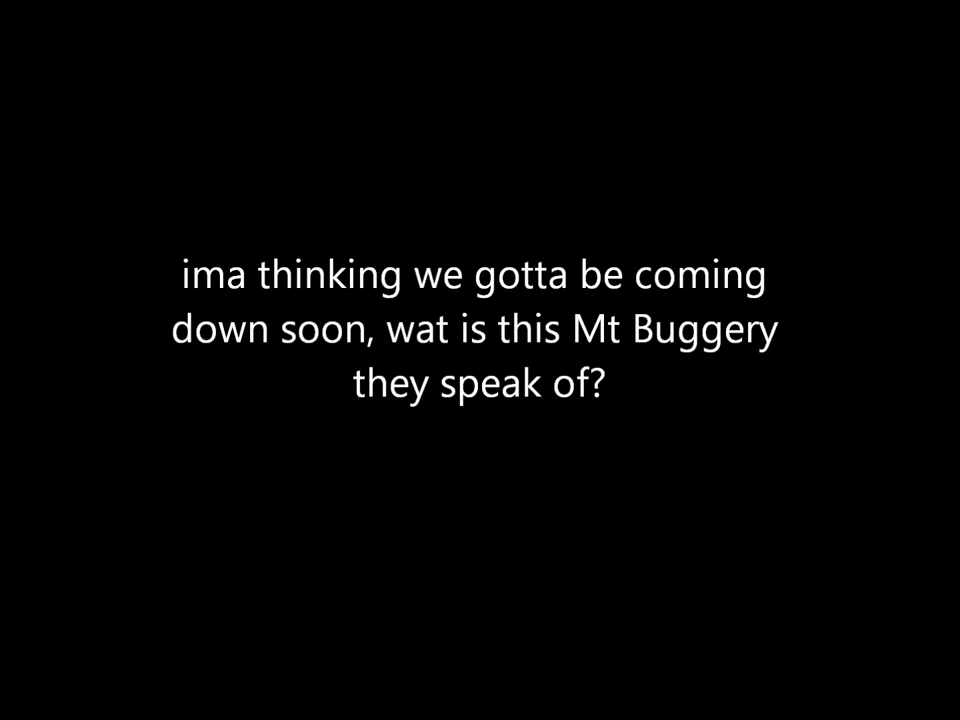 ima thinking we gotta be coming
down soon, wat is this Mt Buggery
they speak of?